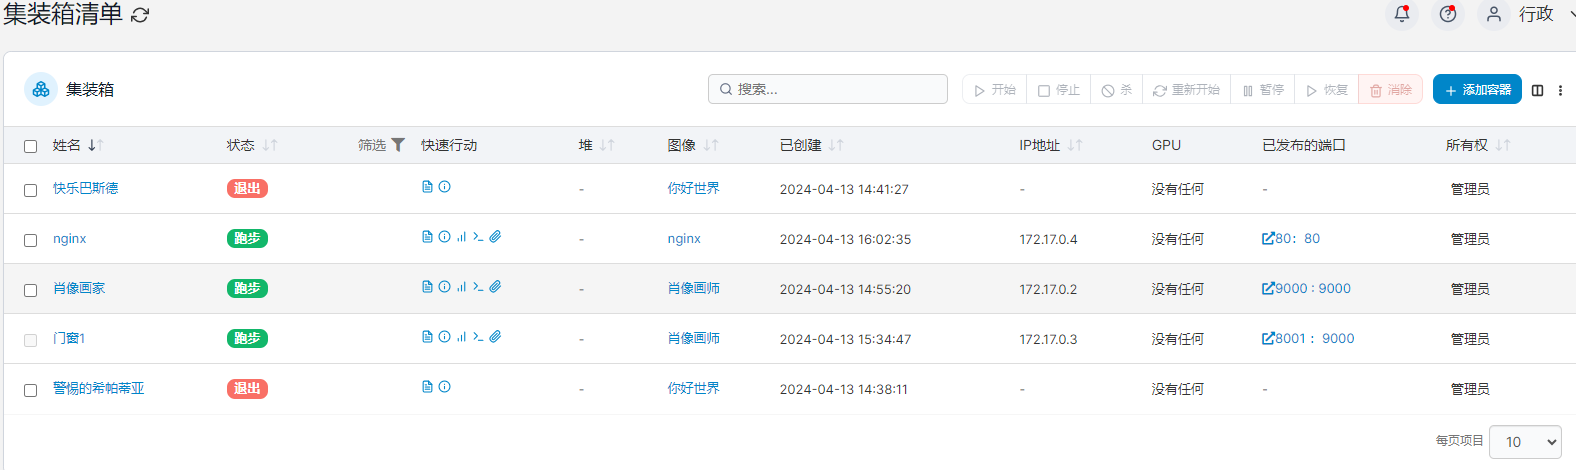 集装箱清单
行政
集装箱
搜索...
开始 停止 杀 重新开始 暂停 恢复 消除
+ 添加容器
姓名 状态 筛选 快速行动 堆 图像 已创建 IP地址 GPU 已发布的端口 所有权
快乐巴斯德 退出 - 你好世界 2024-04-13 14:41:27 - 没有任何 - 管理员
nginx 跑步 - nginx 2024-04-13 16:02:35 172.17.0.4 没有任何 80：80 管理员
肖像画家 跑步 - 肖像画师 2024-04-13 14:55:20 172.17.0.2 没有任何 9000：9000 管理员
门窗1 跑步 - 肖像画师 2024-04-13 15:34:47 172.17.0.3 没有任何 8001：9000 管理员
警惕的希帕蒂亚 退出 - 你好世界 2024-04-13 14:38:11 - 没有任何 - 管理员
每页项目 10